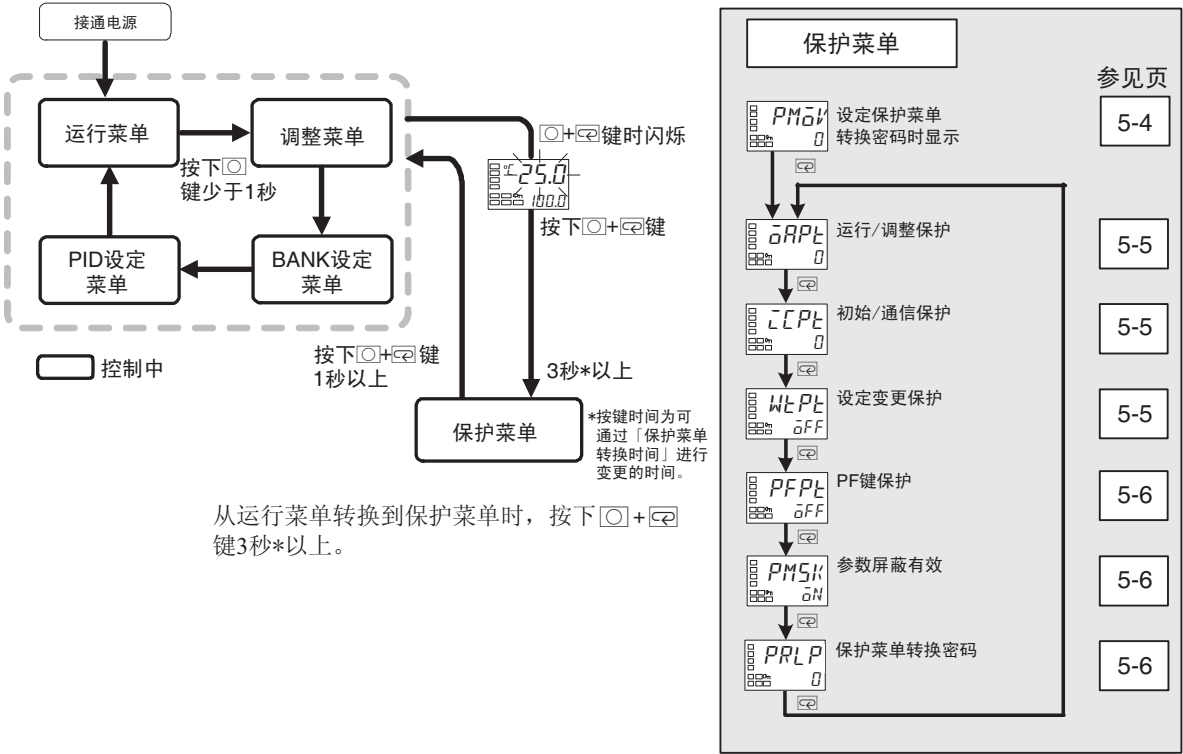 接通电源
运行菜单
调整菜单
按下
键少于1秒
PID设定
菜单
BANK设定
菜单
控制中
+键时闪烁
℃ 25.0
100.0
按下+键
按下+键
1秒以上
3秒*以上
保护菜单
*按键时间为可
通过「保护菜单
转换时间」进行
变更的时间。
从运行菜单转换到保护菜单时，按下+
键3秒*以上。
保护菜单
参见页
PMoV
0
设定保护菜单
转换密码时显示
5-4
oAPt
0
运行/调整保护
5-5
iCPt
0
初始/通信保护
5-5
WtPt
oFF
设定变更保护
5-5
PFPt
oFF
PF键保护
5-6
PMSK
oN
参数屏蔽有效
5-6
PRLP
0
保护菜单转换密码
5-6